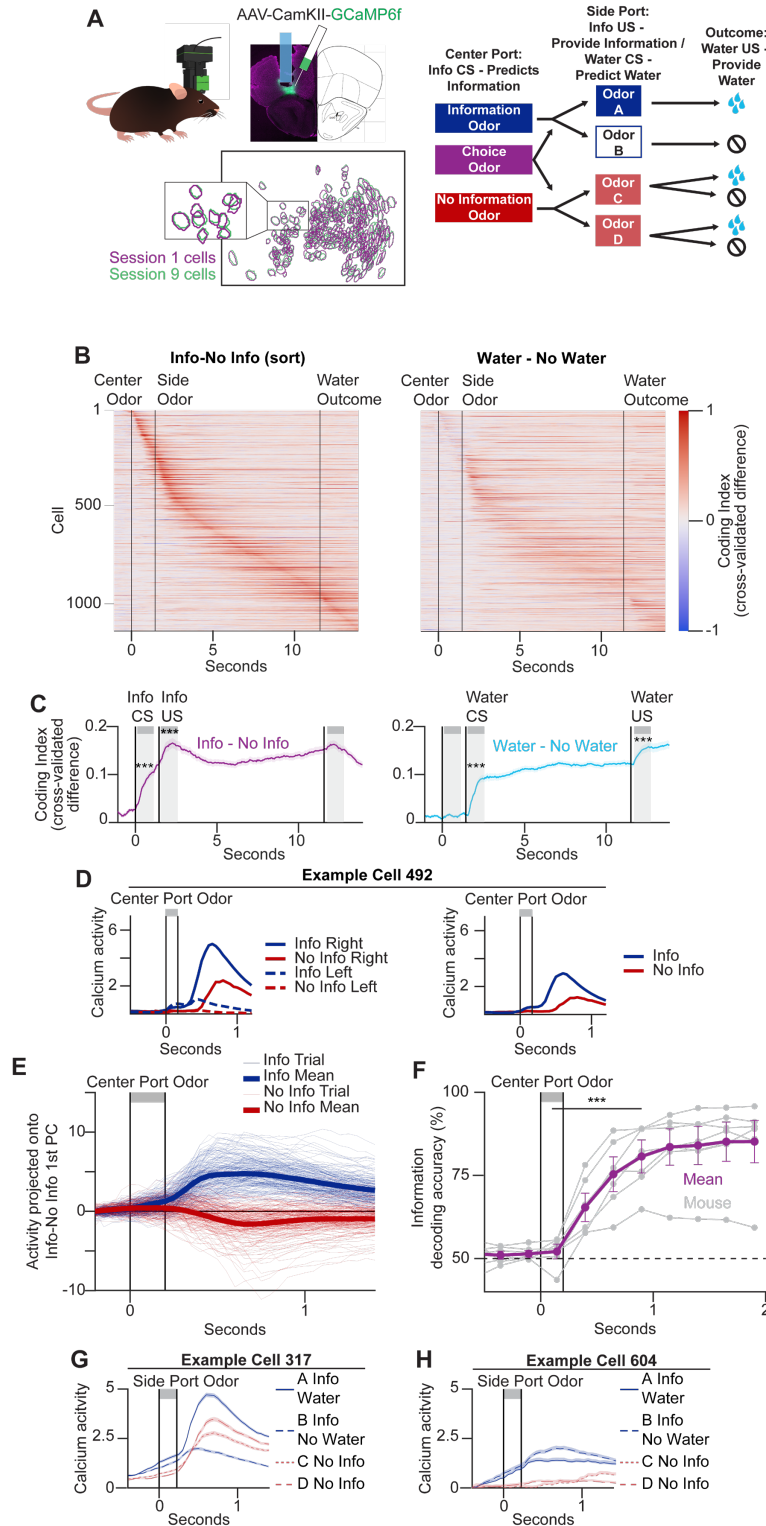 A
AAV-CamKII-GCaMP6f
Session 1 cells
Session 9 cells
Center Port:
Info CS - Predicts
Information
Side Port:
Info US -
Provide Information /
Water CS -
Predict Water
Outcome:
Water US -
Provide
Water
Information
Odor
Choice
Odor
No Information
Odor
Odor
A
Odor
B
Odor
C
Odor
D
B
Info-No Info (sort)
Water - No Water
Center
Odor
Side
Odor
Water
Outcome
Center
Odor
Side
Odor
Water
Outcome
1
500
1000
Cell
0
5
10
Seconds
0
5
10
Seconds
1
0
-1
Coding Index
(cross-validated difference)
C
Info
CS
Info
US
***
***
Info - No Info
0.2
0.1
0
Coding Index
(cross-validated
difference)
0
5
10
Seconds
Water
CS
Water
US
***
***
Water - No Water
0.2
0.1
0
0
5
10
Seconds
D
Example Cell 492
Center Port Odor
6
2
Calcium activity
0
1
Seconds
Info Right
No Info Right
Info Left
No Info Left
Center Port Odor
6
2
Calcium activity
0
1
Seconds
Info
No Info
E
Center Port Odor
Info Trial
Info Mean
No Info Trial
No Info Mean
10
0
-10
Activity projected onto
Info-No Info 1st PC
0
1
Seconds
F
Center Port Odor
***
100
75
50
Information
decoding accuracy (%)
Mean
Mouse
0
1
2
Seconds
G
Example Cell 317
Side Port Odor
5
2.5
0
Calcium acitvity
0
1
Seconds
A Info
Water
B Info
No Water
C No Info
D No Info
H
Example Cell 604
Side Port Odor
5
2.5
0
Calcium activity
0
1
Seconds
A Info
Water
B Info
No Water
C No Info
D No Info